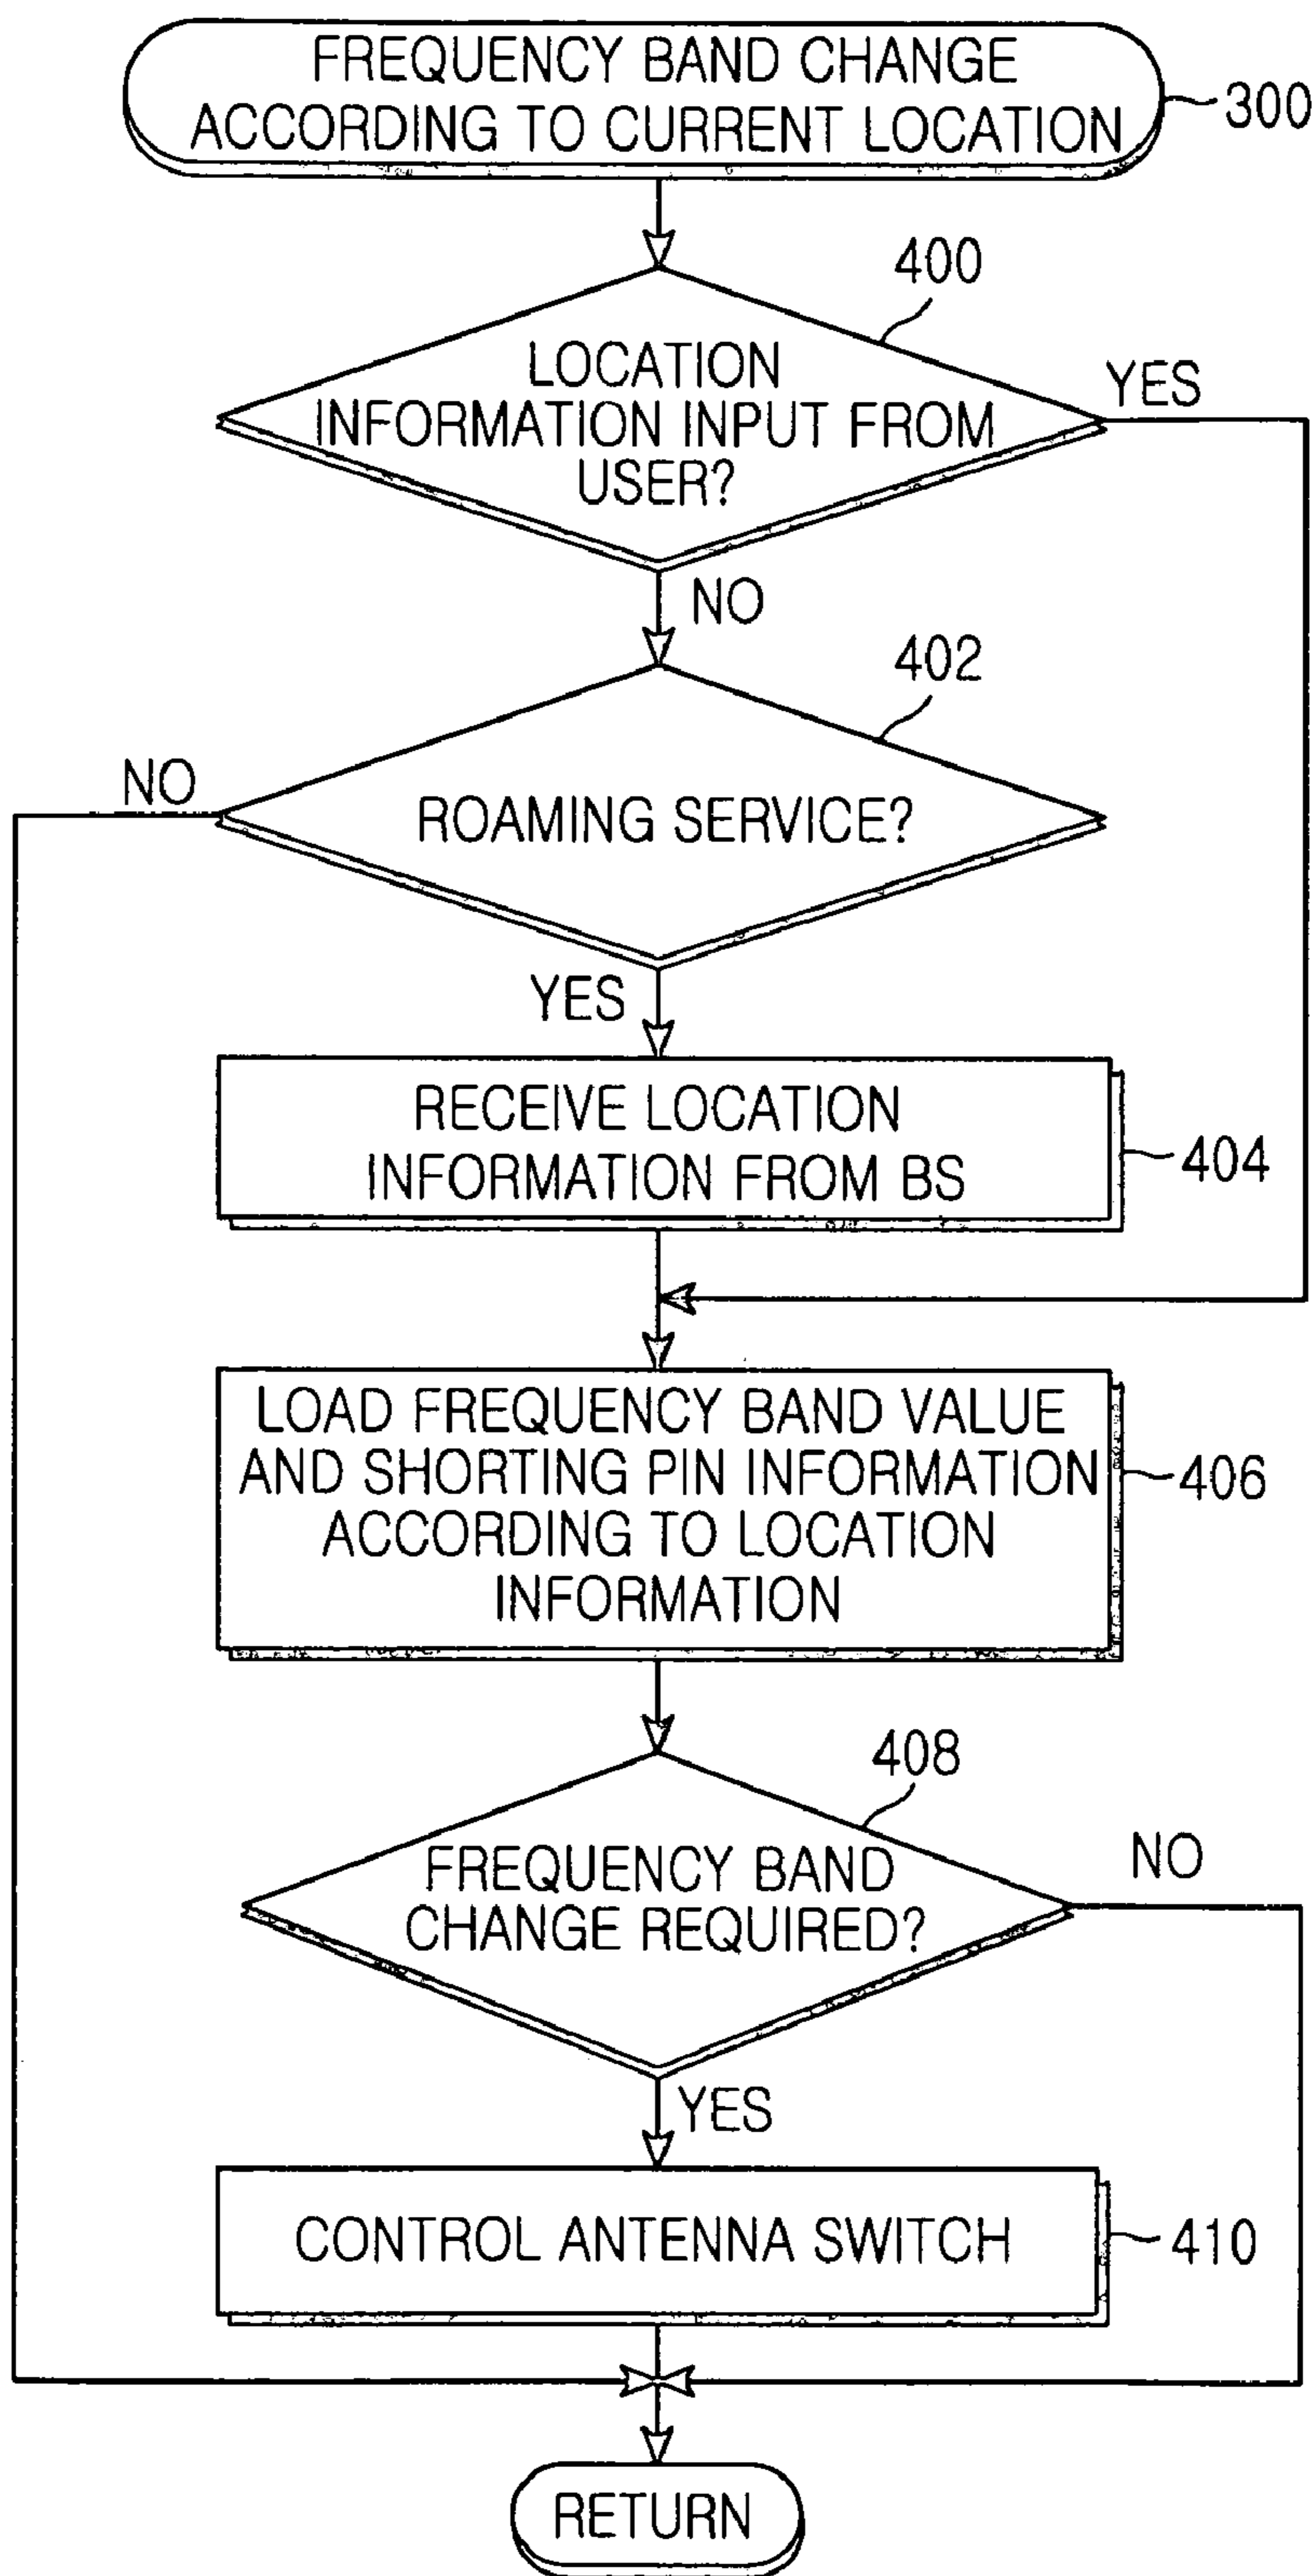 FREQUENCY BAND CHANGE
ACCORDING TO CURRENT LOCATION
300
400
LOCATION
INFORMATION INPUT FROM
USER?
YES
NO
402
NO
ROAMING SERVICE?
YES
RECEIVE LOCATION
INFORMATION FROM BS
404
LOAD FREQUENCY BAND VALUE
AND SHORTING PIN INFORMATION
ACCORDING TO LOCATION
INFORMATION
406
408
FREQUENCY BAND
CHANGE REQUIRED?
NO
YES
CONTROL ANTENNA SWITCH
410
RETURN